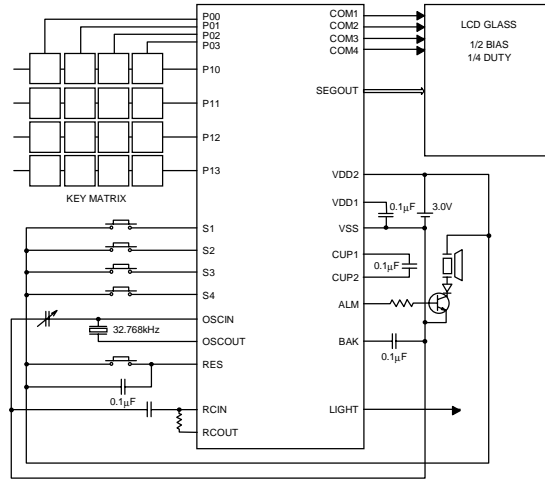 P00
P01
P02
P03
P10
P11
P12
P13
KEY MATRIX
S1
S2
S3
S4
OSCIN
32.768kHz
OSCOUT
RES
0.1µF
RCIN
RCOUT
COM1
COM2
COM3
COM4
SEGOUT
LCD GLASS
1/2 BIAS
1/4 DUTY
VDD2
VDD1
0.1µF
3.0V
VSS
CUP1
0.1µF
CUP2
ALM
BAK
0.1µF
LIGHT